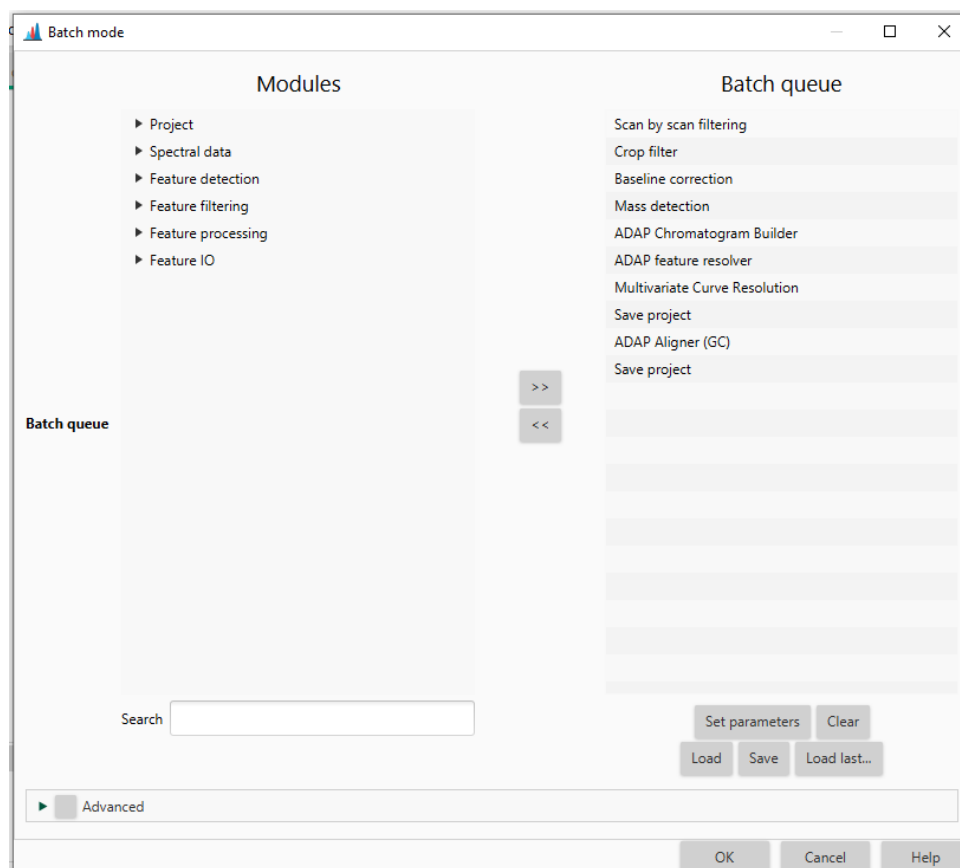 Batch mode
Modules
Project
Spectral data
Feature detection
Feature filtering
Feature processing
Feature IO
Batch queue
>>
<<
Search
Batch queue
Scan by scan filtering
Crop filter
Baseline correction
Mass detection
ADAP Chromatogram Builder
ADAP feature resolver
Multivariate Curve Resolution
Save project
ADAP Aligner (GC)
Save project
Set parameters
Clear
Load
Save
Load last...
Advanced
OK
Cancel
Help